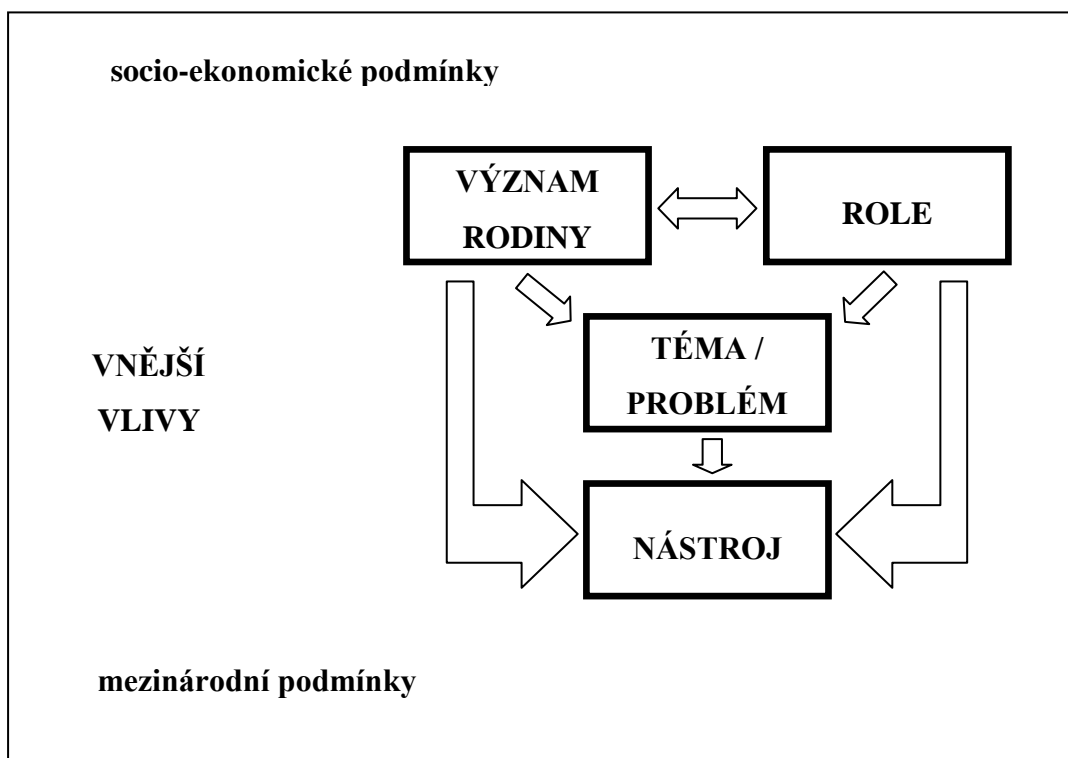 socio-ekonomické podmínky
VÝZNAM
RODINY
ROLE
TÉMA /
PROBLÉM
VNĚJŠÍ
VLIVY
NÁSTROJ
mezinárodní podmínky